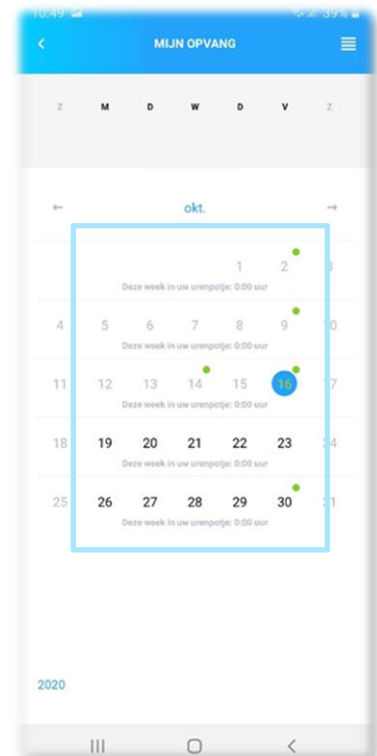 10:49 39%
MIJN OPVANG
Z M D W D V Z
← okt. →
1 2 3
Deze week in uw urenpotje: 0:00 uur
4 5 6 7 8 9 10
Deze week in uw urenpotje: 0:00 uur
11 12 13 14 15 16 17
Deze week in uw urenpotje: 0:00 uur
18 19 20 21 22 23 24
Deze week in uw urenpotje: 0:00 uur
25 26 27 28 29 30 31
Deze week in uw urenpotje: 0:00 uur
2020